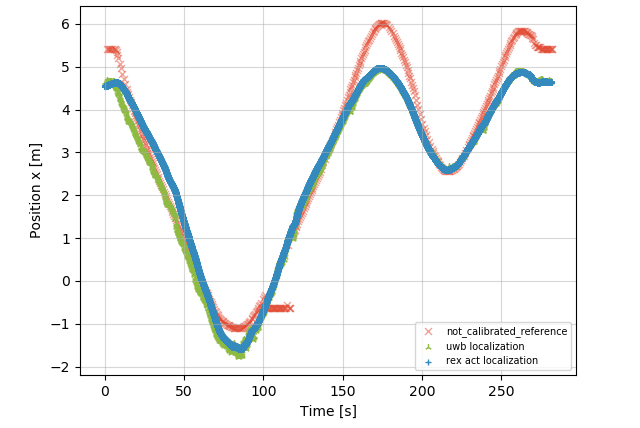 6
5
4
3
2
1
0
−1
−2
Position x [m]
0 50 100 150 200 250
Time [s]
not_calibrated_reference
uwb localization
rex act localization